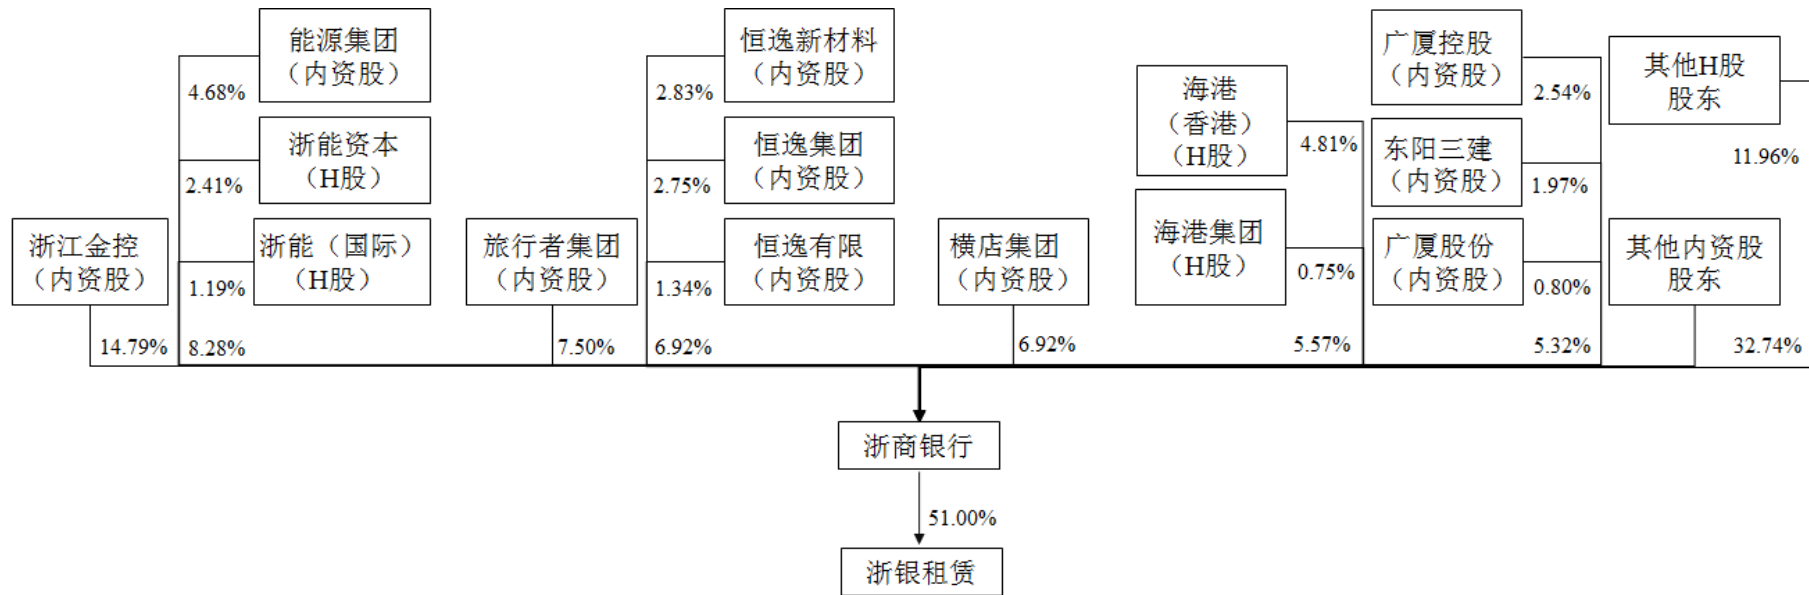 能源集团
（内资股）
4.68%
浙能资本
（H股）
2.41%
浙江金控
（内资股）
14.79%
浙能（国际）
（H股）
1.19%
8.28%
旅行者集团
（内资股）
7.50%
恒逸新材料
（内资股）
2.83%
恒逸集团
（内资股）
2.75%
恒逸有限
（内资股）
1.34%
6.92%
横店集团
（内资股）
6.92%
海港
（香港）
（H股）
4.81%
海港集团
（H股）
0.75%
5.57%
广厦控股
（内资股）
2.54%
东阳三建
（内资股）
1.97%
广厦股份
（内资股）
0.80%
5.32%
其他H股
股东
11.96%
其他内资股
股东
32.74%
浙商银行
51.00%
浙银租赁